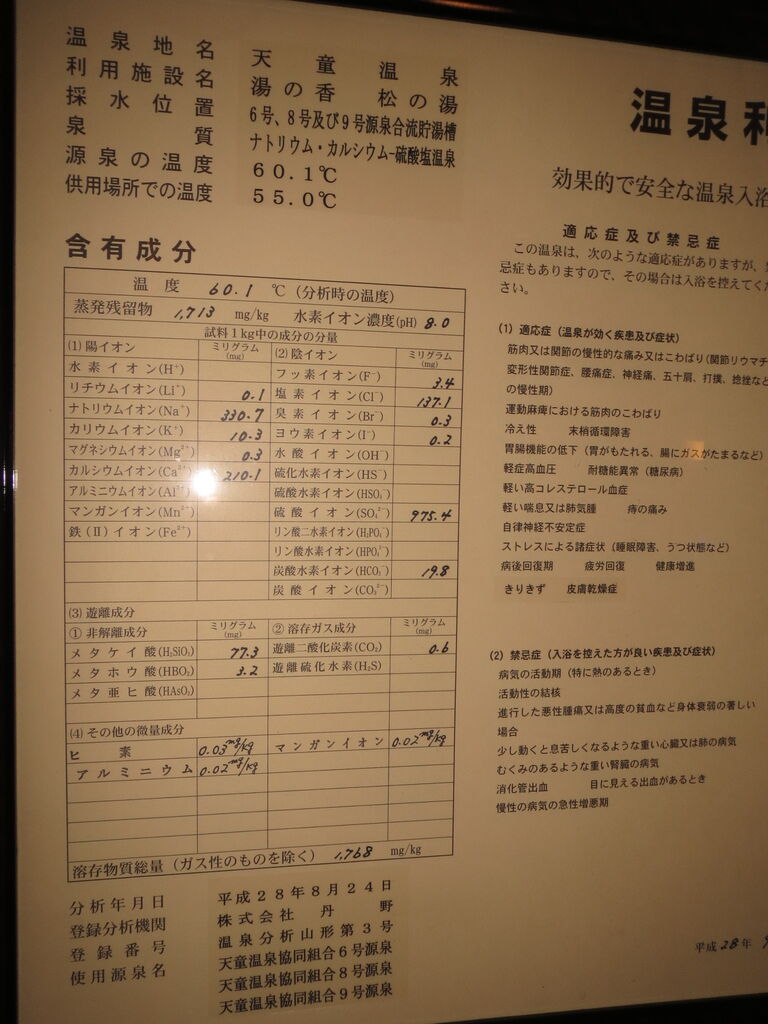 温泉地名 天童温泉
利用施設名 湯の香 松の湯
採水位置 6号、8号及び9号源泉合流貯湯槽
泉質 ナトリウム・カルシウム-硫酸塩温泉
源泉の温度 60.1℃
供用場所での温度 55.0℃
含有成分
温度 60.1 ℃ (分析時の温度)
蒸発残留物 1,713 mg/kg 水素イオン濃度(pH) 8.0
試料1kg中の成分の分量
(1) 陽イオン ミリグラム(mg) (2) 陰イオン ミリグラム(mg)
水素イオン(H⁺) フッ素イオン(F⁻) 3.4
リチウムイオン(Li⁺) 0.1 塩素イオン(Cl⁻) 137.1
ナトリウムイオン(Na⁺) 330.7 臭素イオン(Br⁻) 0.3
カリウムイオン(K⁺) 10.3 ヨウ素イオン(I⁻) 0.2
マグネシウムイオン(Mg²⁺) 0.3 水酸イオン(OH⁻)
カルシウムイオン(Ca²⁺) 210.1 硫化水素イオン(HS⁻)
アルミニウムイオン(Al³⁺) 硫酸水素イオン(HSO₄⁻)
マンガンイオン(Mn²⁺) 硫酸イオン(SO₄²⁻) 975.4
鉄(Ⅱ)イオン(Fe²⁺) リン酸二水素イオン(H₂PO₄⁻)
リン酸水素イオン(HPO₄²⁻)
炭酸水素イオン(HCO₃⁻) 19.8
炭酸イオン(CO₃²⁻)
(3) 遊離成分
① 非解離成分 ミリグラム(mg) ② 溶存ガス成分 ミリグラム(mg)
メタケイ酸(H₂SiO₃) 77.3 遊離二酸化炭素(CO₂) 0.6
メタホウ酸(HBO₂) 3.2 遊離硫化水素(H₂S)
メタ亜ヒ酸(HAsO₂)
(4) その他の微量成分
ヒ素 0.03mg/kg マンガンイオン 0.02mg/kg
アルミニウム 0.02mg/kg
溶存物質総量 (ガス性のものを除く) 1,768 mg/kg
分析年月日 平成28年8月24日
登録分析機関 株式会社 丹野
登録番号 温泉分析山形第3号
使用源泉名 天童温泉協同組合6号源泉
天童温泉協同組合8号源泉
天童温泉協同組合9号源泉
温泉利
効果的で安全な温泉入浴
適応症及び禁忌症
この温泉は、次のような適応症がありますが、
忌症もありますので、その場合は入浴を控えてく
さい。
(1) 適応症 (温泉が効く疾患及び症状)
筋肉又は関節の慢性的な痛み又はこわばり(関節リウマチ
変形性関節症、腰痛症、神経痛、五十肩、打撲、捻挫など
の慢性期)
運動麻痺における筋肉のこわばり
冷え性 末梢循環障害
胃腸機能の低下 (胃がもたれる、腸にガスがたまるなど)
軽症高血圧 耐糖能異常 (糖尿病)
軽い高コレステロール血症
軽い喘息又は肺気腫 痔の痛み
自律神経不安定症
ストレスによる諸症状 (睡眠障害、うつ状態など)
病後回復期 疲労回復 健康増進
きりきず 皮膚乾燥症
(2) 禁忌症 (入浴を控えた方が良い疾患及び症状)
病気の活動期 (特に熱のあるとき)
活動性の結核
進行した悪性腫瘍又は高度の貧血など身体衰弱の著しい
場合
少し動くと息苦しくなるような重い心臓又は肺の病気
むくみのあるような重い腎臓の病気
消化管出血 目に見える出血があるとき
慢性の病気の急性増悪期
平成28年